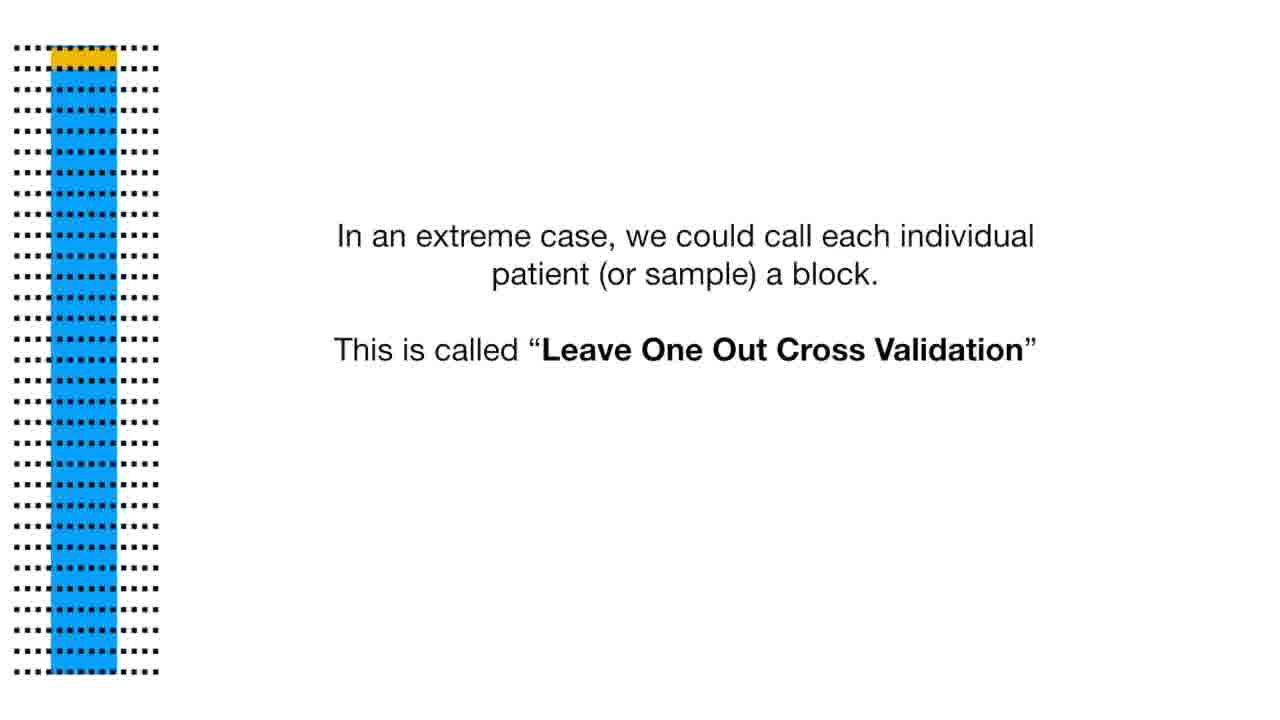 In an extreme case, we could call each individual
patient (or sample) a block.
This is called “Leave One Out Cross Validation”